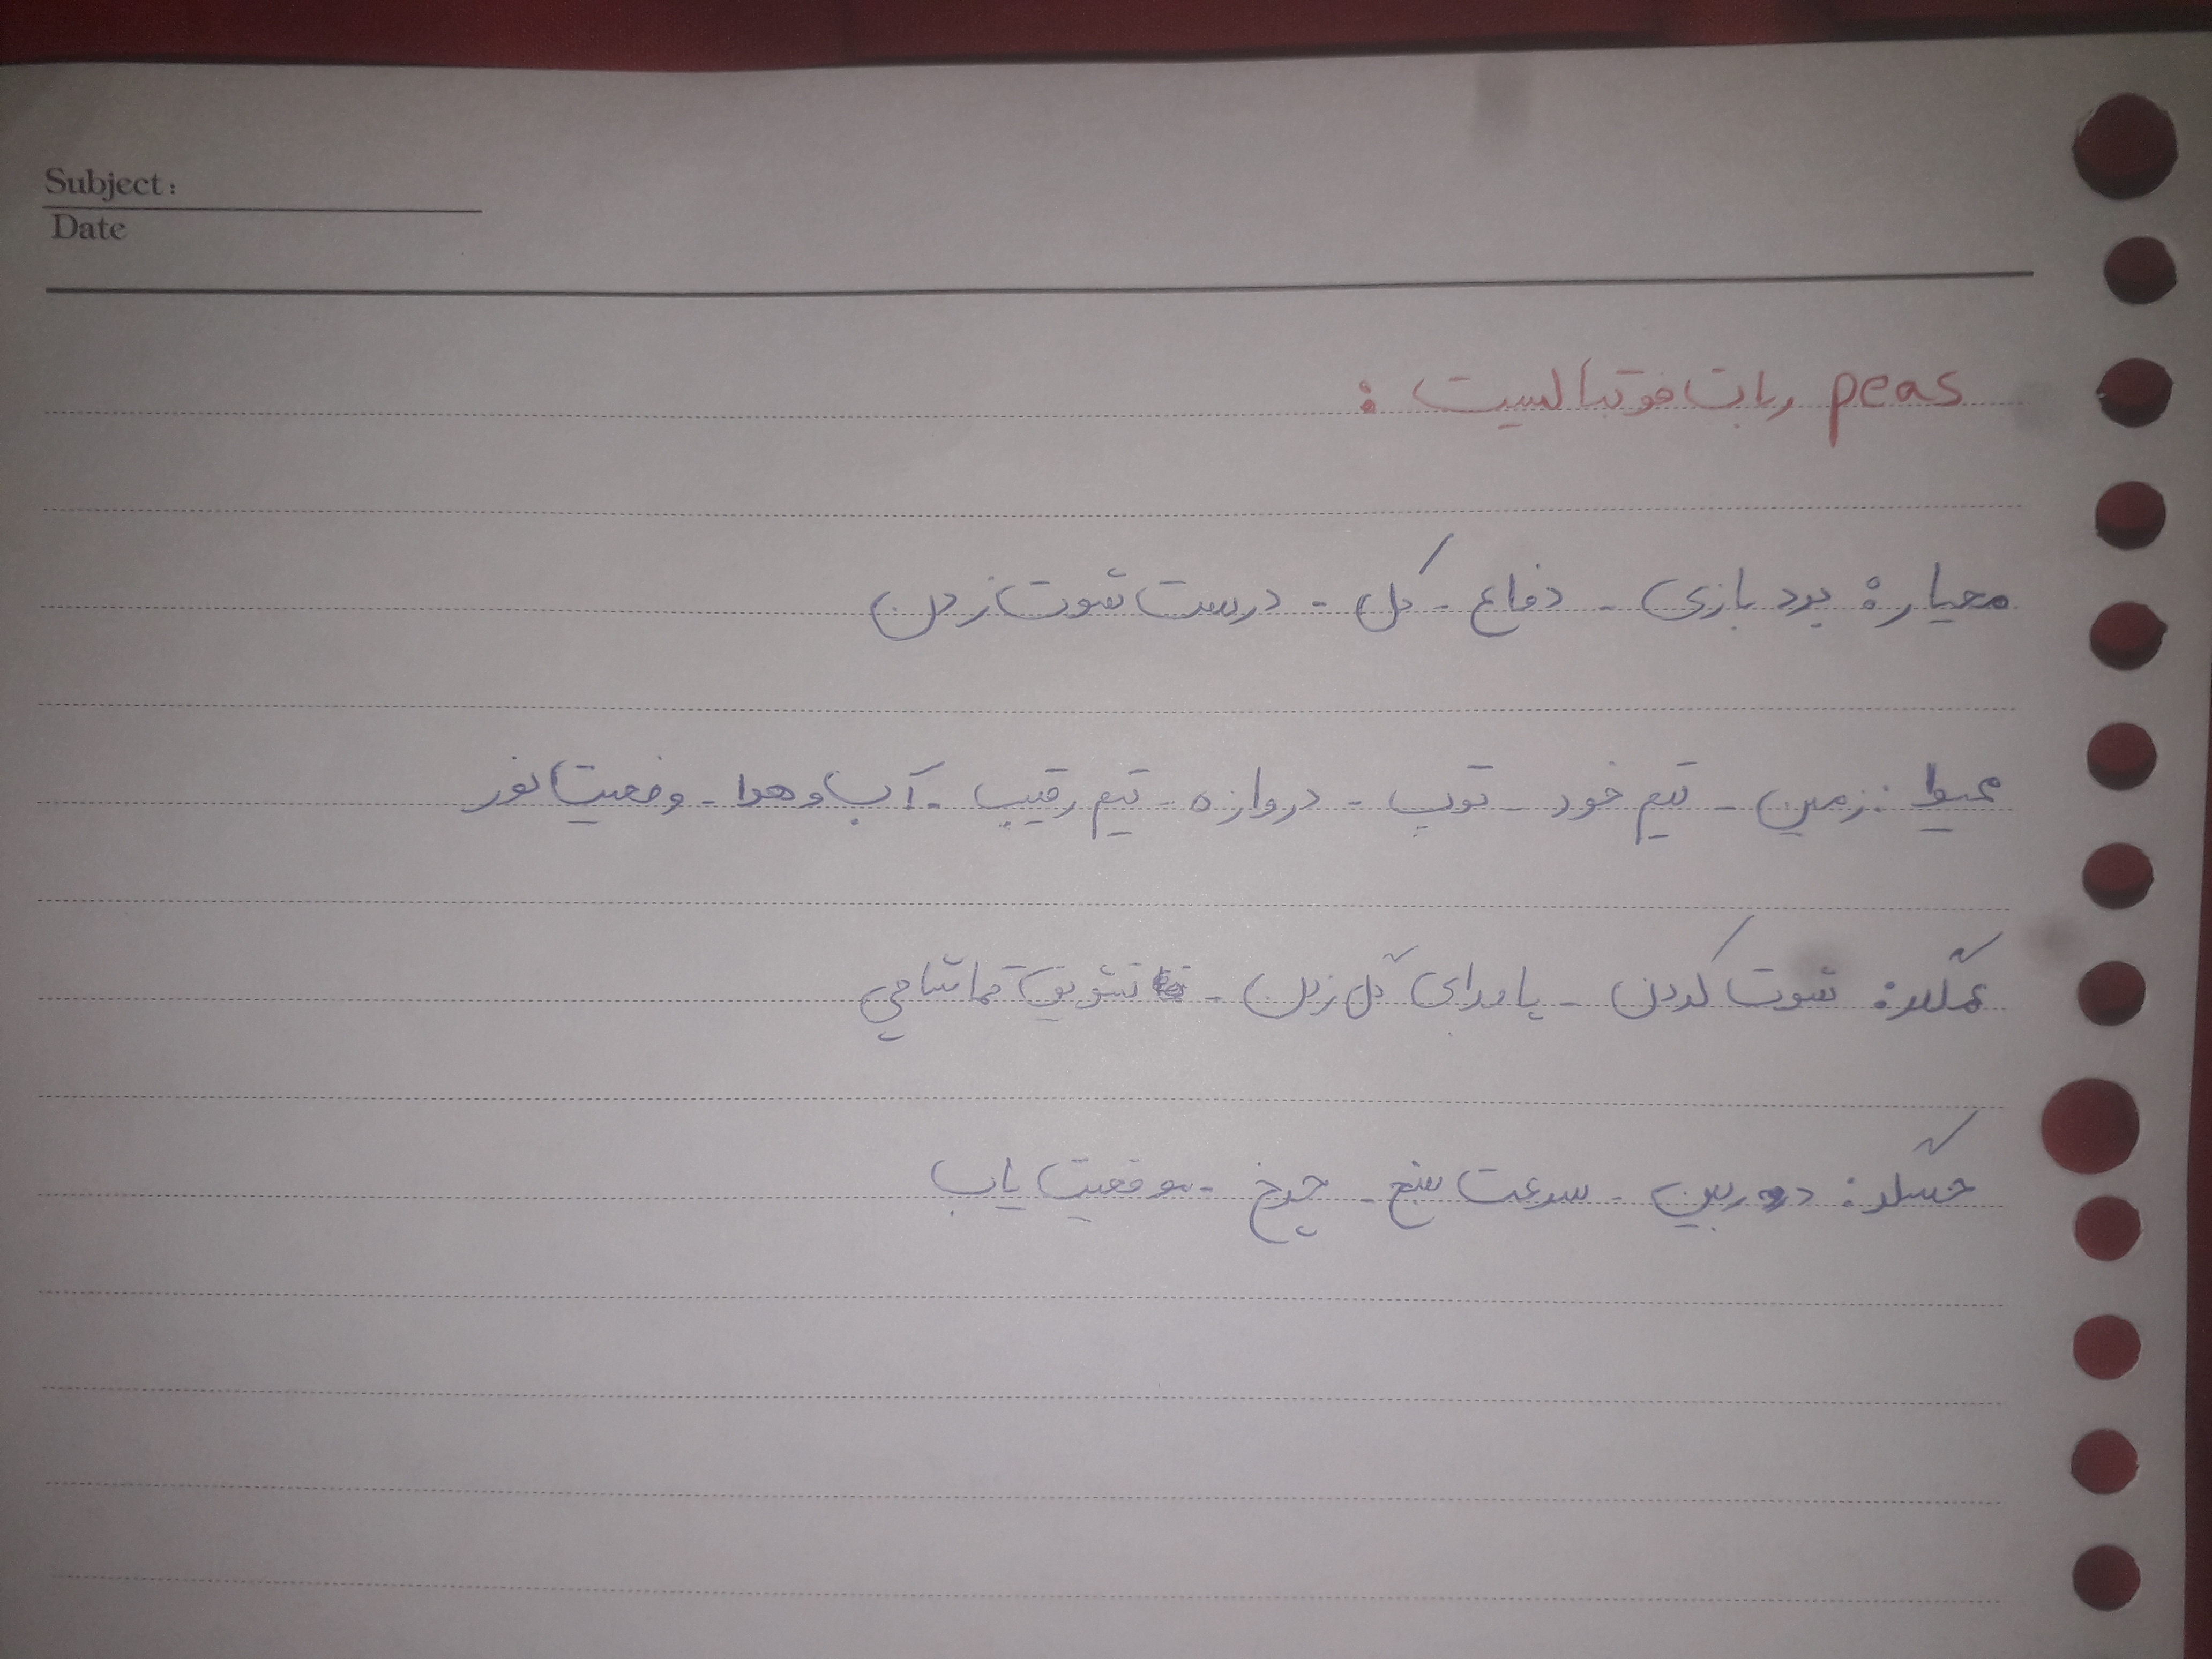 Subject:
Date
peas ربات فوتبالیست :
معیار: برد بازی - دفاع - گل - درست شوت زدن
محیط: زمین - تیم خود - توپ - دروازه - تیم رقیب - آب و هوا - وضعیت نور
عملگر: شوت کردن - پا برای گل زدن - تشویق تماشاچی
حسگر: دوربین - سرعت سنج - چرخ - موقعیت یاب